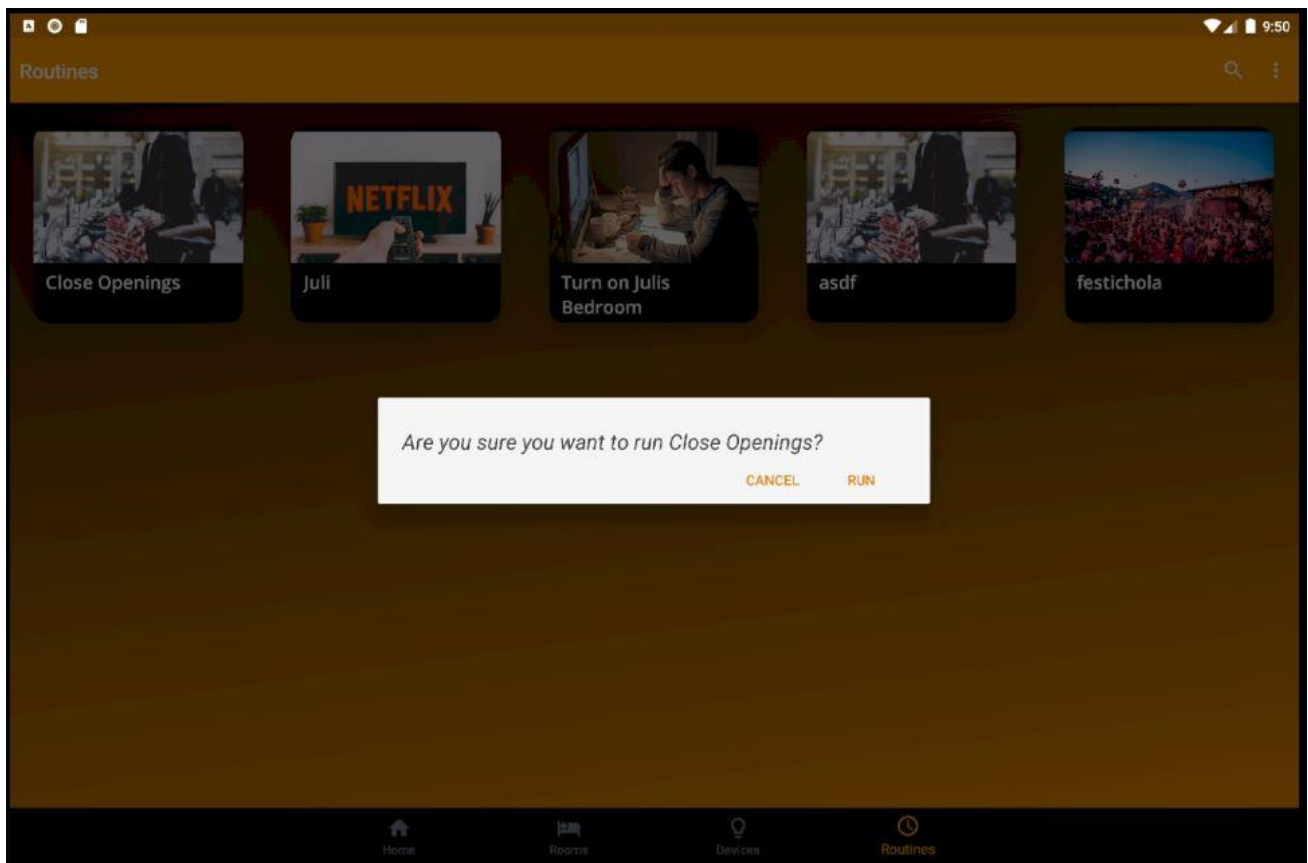 9:50
Routines
NETFLIX
Close Openings
Juli
Turn on Julis
Bedroom
asdf
festichola
Are you sure you want to run Close Openings?
CANCEL RUN
Home Rooms Devices Routines